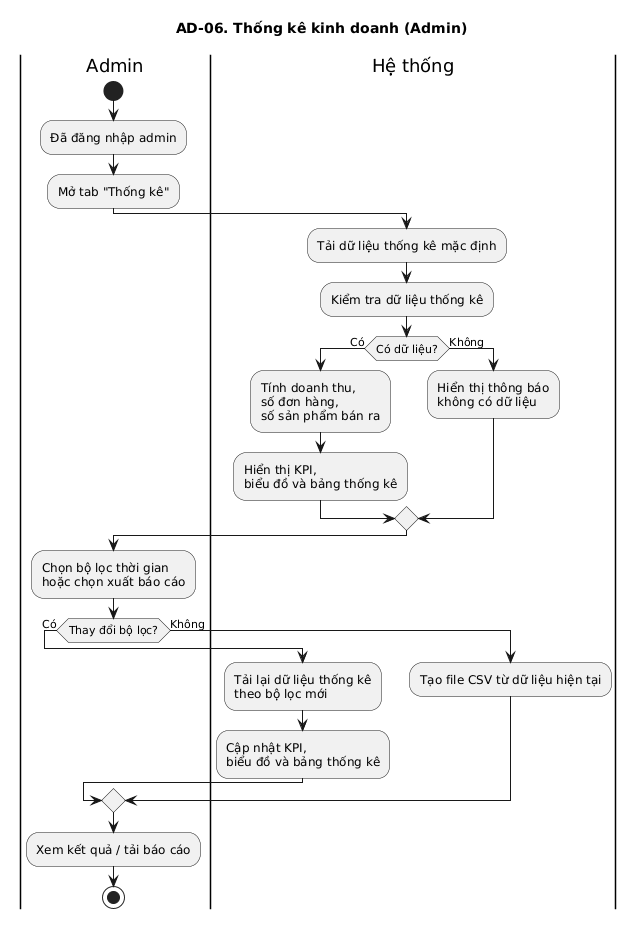 AD-06. Thống kê kinh doanh (Admin)
Admin
Hệ thống
Đã đăng nhập admin
Mở tab "Thống kê"
Tải dữ liệu thống kê mặc định
Kiểm tra dữ liệu thống kê
Có
Có dữ liệu?
Không
Tính doanh thu,
số đơn hàng,
số sản phẩm bán ra
Hiển thị thông báo
không có dữ liệu
Hiển thị KPI,
biểu đồ và bảng thống kê
Chọn bộ lọc thời gian
hoặc chọn xuất báo cáo
Có
Thay đổi bộ lọc?
Không
Tải lại dữ liệu thống kê
theo bộ lọc mới
Tạo file CSV từ dữ liệu hiện tại
Cập nhật KPI,
biểu đồ và bảng thống kê
Xem kết quả / tải báo cáo